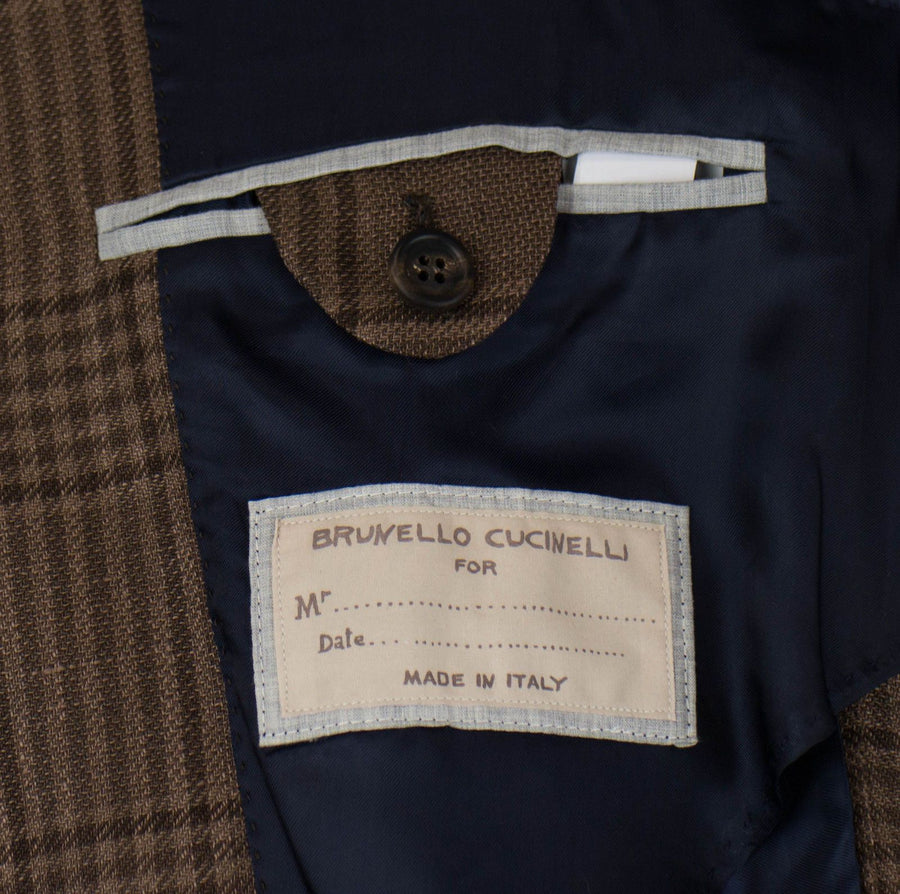 BRUNELLO CUCINELLI
FOR
Mr.................................
Date... ........................
MADE IN ITALY